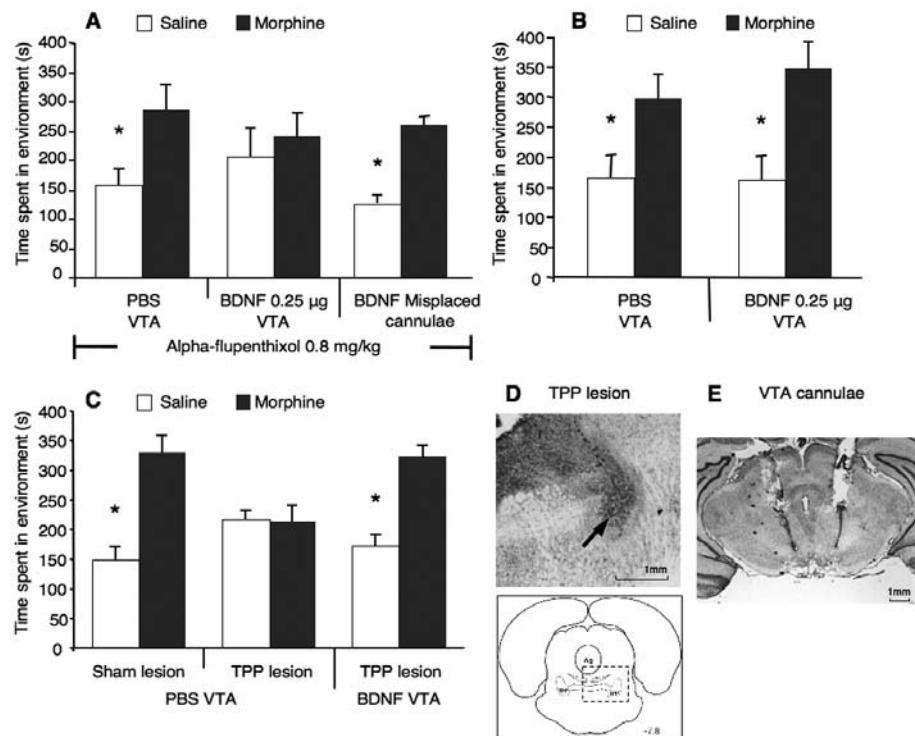 A
Saline
Morphine
Time spent in environment (s)
400
350
300
250
200
150
100
50
0
*
*
PBS
VTA
BDNF 0.25 µg
VTA
BDNF Misplaced
cannulae
Alpha-flupenthixol 0.8 mg/kg
B
Saline
Morphine
Time spent in environment (s)
400
350
300
250
200
150
100
50
0
*
*
PBS
VTA
BDNF 0.25 µg
VTA
C
Saline
Morphine
Time spent in environment (s)
400
350
300
250
200
150
100
50
0
*
*
Sham lesion
TPP lesion
TPP lesion
PBS VTA
BDNF VTA
D TPP lesion
1mm
Aq
-7.8
E VTA cannulae
1mm